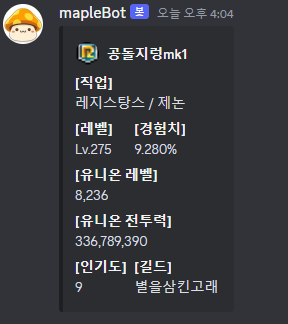 mapleBot 봇 오늘 오후 4:04
공돌지렁mk1
[직업]
레지스탕스 / 제논
[레벨] [경험치]
Lv.275 9.280%
[유니온 레벨]
8,236
[유니온 전투력]
336,789,390
[인기도] [길드]
9 별을삼킨고래